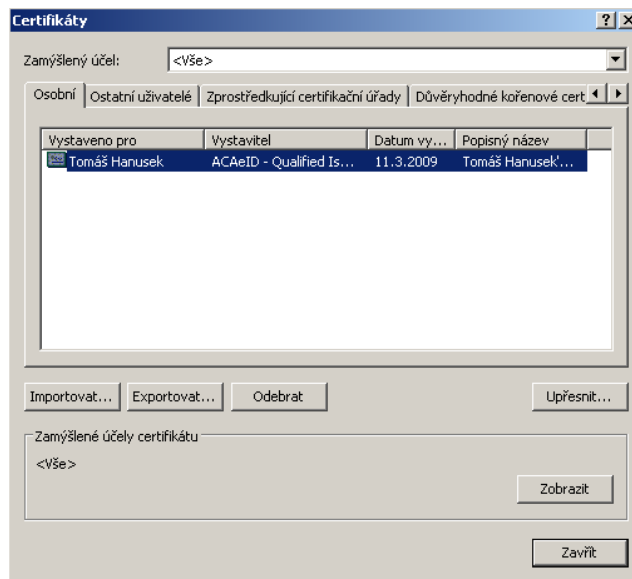 Certifikáty
Zamýšlený účel: <Vše>
Osobní Ostatní uživatelé Zprostředkující certifikační úřady Důvěryhodné kořenové cert
Vystaveno pro Vystavitel Datum vy... Popisný název
Tomáš Hanusek ACAeID - Qualified Is... 11.3.2009 Tomáš Hanusek'...
Importovat... Exportovat... Odebrat Upřesnit...
Zamýšlené účely certifikátu
<Vše>
Zobrazit
Zavřít